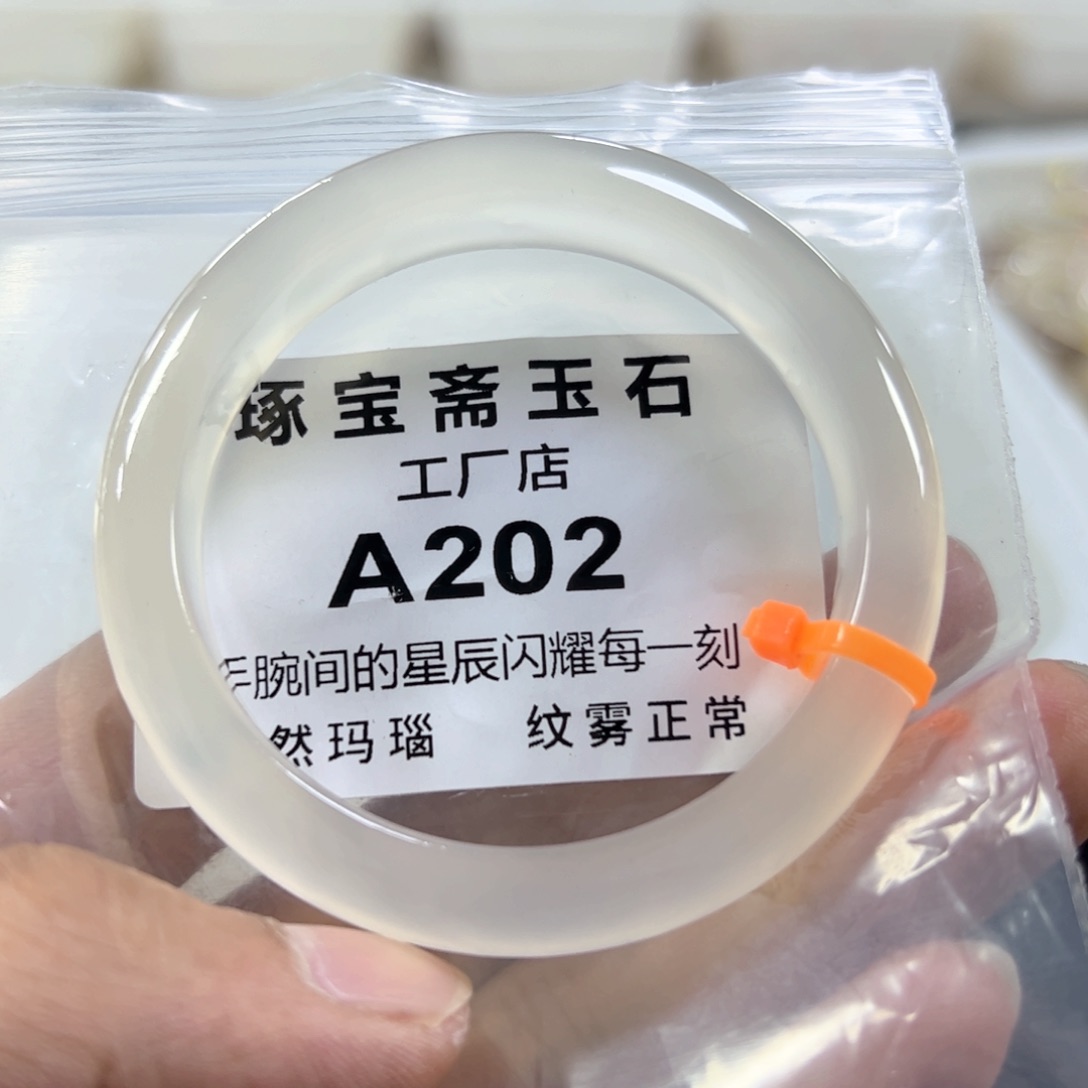 琢宝斋玉石
工厂店
A202
腕间的星辰闪耀每一刻
然玛瑙 纹雾正常